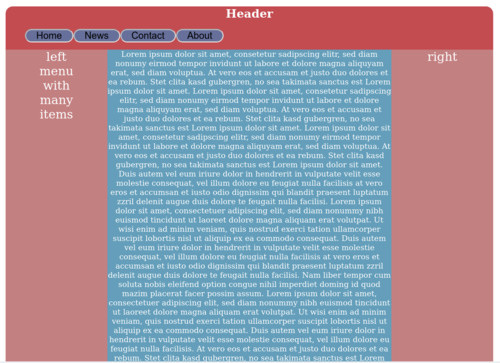 Header
Home News Contact About
left
menu
with
many
items
Lorem ipsum dolor sit amet, consetetur sadipscing elitr, sed diam
nonumy eirmod tempor invidunt ut labore et dolore magna aliquyam
erat, sed diam voluptua. At vero eos et accusam et justo duo dolores et
ea rebum. Stet clita kasd gubergren, no sea takimata sanctus est Lorem
ipsum dolor sit amet. Lorem ipsum dolor sit amet, consetetur sadipscing
elitr, sed diam nonumy eirmod tempor invidunt ut labore et dolore
magna aliquyam erat, sed diam voluptua. At vero eos et accusam et
justo duo dolores et ea rebum. Stet clita kasd gubergren, no sea
takimata sanctus est Lorem ipsum dolor sit amet. Lorem ipsum dolor sit
amet, consetetur sadipscing elitr, sed diam nonumy eirmod tempor
invidunt ut labore et dolore magna aliquyam erat, sed diam voluptua. At
vero eos et accusam et justo duo dolores et ea rebum. Stet clita kasd
gubergren, no sea takimata sanctus est Lorem ipsum dolor sit amet.
Duis autem vel eum iriure dolor in hendrerit in vulputate velit esse
molestie consequat, vel illum dolore eu feugiat nulla facilisis at vero
eros et accumsan et iusto odio dignissim qui blandit praesent luptatum
zzril delenit augue duis dolore te feugait nulla facilisi. Lorem ipsum
dolor sit amet, consectetuer adipiscing elit, sed diam nonummy nibh
euismod tincidunt ut laoreet dolore magna aliquam erat volutpat. Ut
wisi enim ad minim veniam, quis nostrud exerci tation ullamcorper
suscipit lobortis nisl ut aliquip ex ea commodo consequat. Duis autem
vel eum iriure dolor in hendrerit in vulputate velit esse molestie
consequat, vel illum dolore eu feugiat nulla facilisis at vero eros et
accumsan et iusto odio dignissim qui blandit praesent luptatum zzril
delenit augue duis dolore te feugait nulla facilisi. Nam liber tempor cum
soluta nobis eleifend option congue nihil imperdiet doming id quod
mazim placerat facer possim assum. Lorem ipsum dolor sit amet,
consectetuer adipiscing elit, sed diam nonummy nibh euismod tincidunt
ut laoreet dolore magna aliquam erat volutpat. Ut wisi enim ad minim
veniam, quis nostrud exerci tation ullamcorper suscipit lobortis nisl ut
aliquip ex ea commodo consequat. Duis autem vel eum iriure dolor in
hendrerit in vulputate velit esse molestie consequat, vel illum dolore eu
feugiat nulla facilisis. At vero eos et accusam et justo duo dolores et ea
rebum. Stet clita kasd gubergren, no sea takimata sanctus est Lorem
right